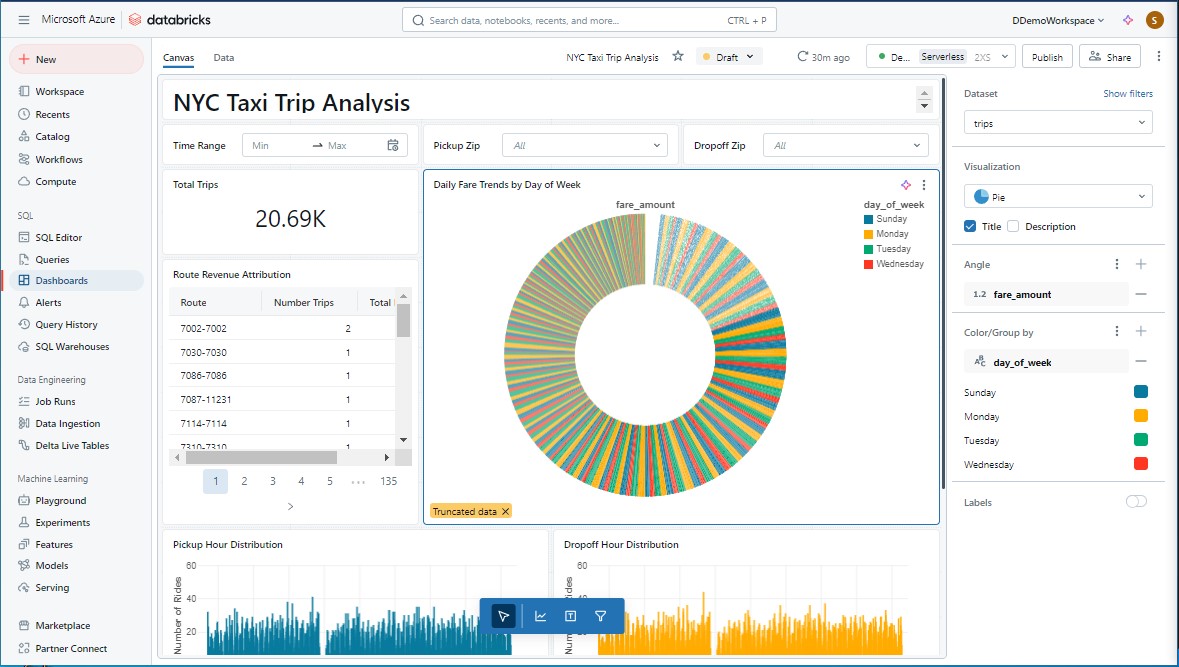 Microsoft Azure databricks
Search data, notebooks, recents, and more... CTRL + P
DDemoWorkspace
S
New
Workspace
Recents
Catalog
Workflows
Compute
SQL
SQL Editor
Queries
Dashboards
Alerts
Query History
SQL Warehouses
Data Engineering
Job Runs
Data Ingestion
Delta Live Tables
Machine Learning
Playground
Experiments
Features
Models
Serving
Marketplace
Partner Connect
Canvas Data
NYC Taxi Trip Analysis
Draft
30m ago
De... Serverless 2XS
Publish
Share
NYC Taxi Trip Analysis
Time Range Min Max
Pickup Zip All
Dropoff Zip All
Total Trips
20.69K
Route Revenue Attribution
Route Number Trips Total
7002-7002 2
7030-7030 1
7086-7086 1
7087-11231 1
7114-7114 1
7310-7310 1
1 2 3 4 5 ... 135
Daily Fare Trends by Day of Week
fare_amount
day_of_week
Sunday
Monday
Tuesday
Wednesday
Truncated data
Pickup Hour Distribution
Number of Rides
60
40
20
Dropoff Hour Distribution
60
40
20
Dataset Show filters
trips
Visualization
Pie
Title Description
Angle
1.2 fare_amount
Color/Group by
day_of_week
Sunday
Monday
Tuesday
Wednesday
Labels